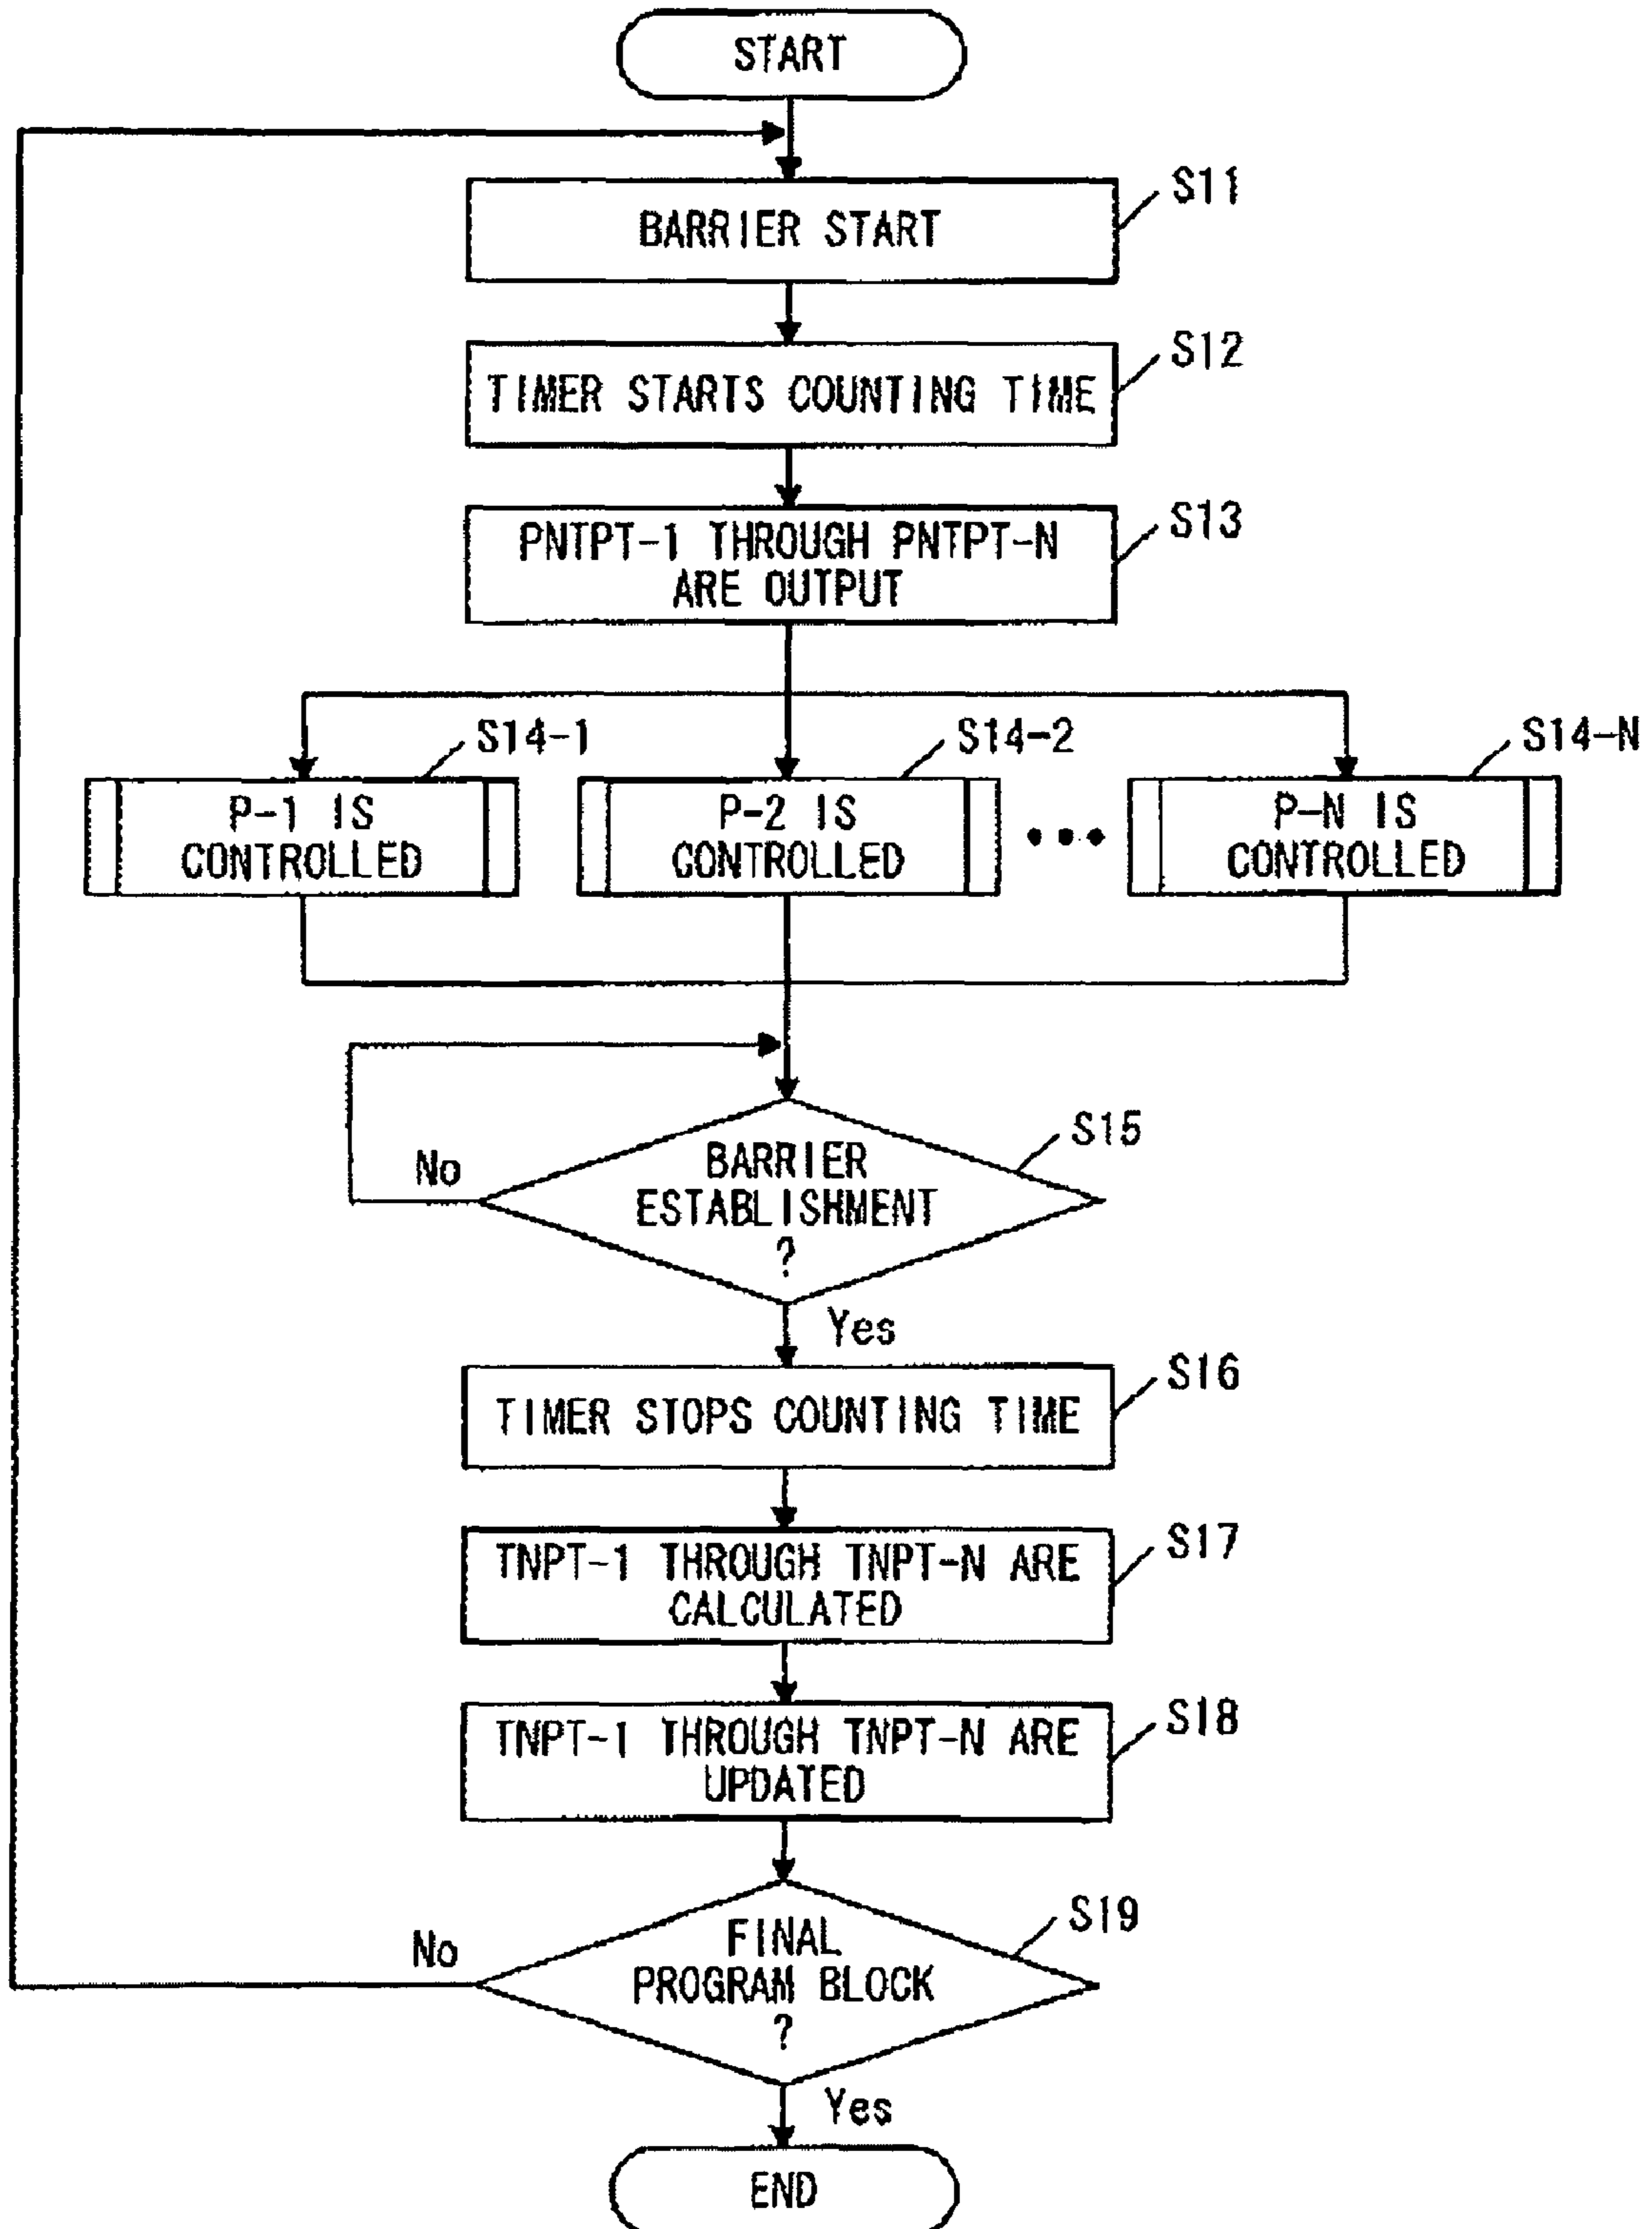 START
S11
BARRIER START
S12
TIMER STARTS COUNTING TIME
S13
PNTPT-1 THROUGH PNTPT-N
ARE OUTPUT
S14-1
S14-2
S14-N
P-1 IS
CONTROLLED
P-2 IS
CONTROLLED
P-N IS
CONTROLLED
S15
BARRIER
ESTABLISHMENT
?
No
Yes
S16
TIMER STOPS COUNTING TIME
S17
TNPT-1 THROUGH TNPT-N ARE
CALCULATED
S18
TNPT-1 THROUGH TNPT-N ARE
UPDATED
S19
FINAL
PROGRAM BLOCK
?
No
Yes
END